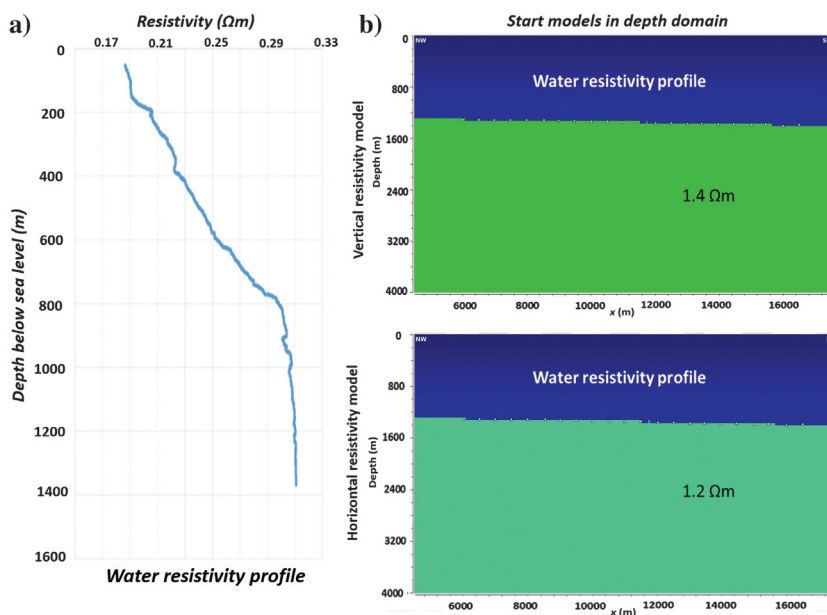 a)
Resistivity (Ωm)
0.17 0.21 0.25 0.29 0.33
0
200
400
600
800
1000
1200
1400
1600
Depth below sea level (m)
Water resistivity profile
b)
Start models in depth domain
Vertical resistivity model
Depth (m)
0
800
1600
2400
3200
4000
NW
S
Water resistivity profile
1.4 Ωm
6000 8000 10000 12000 14000 16000
x (m)
Horizontal resistivity model
Depth (m)
0
800
1600
2400
3200
4000
NW
Water resistivity profile
1.2 Ωm
6000 8000 10000 12000 14000 16000
x (m)